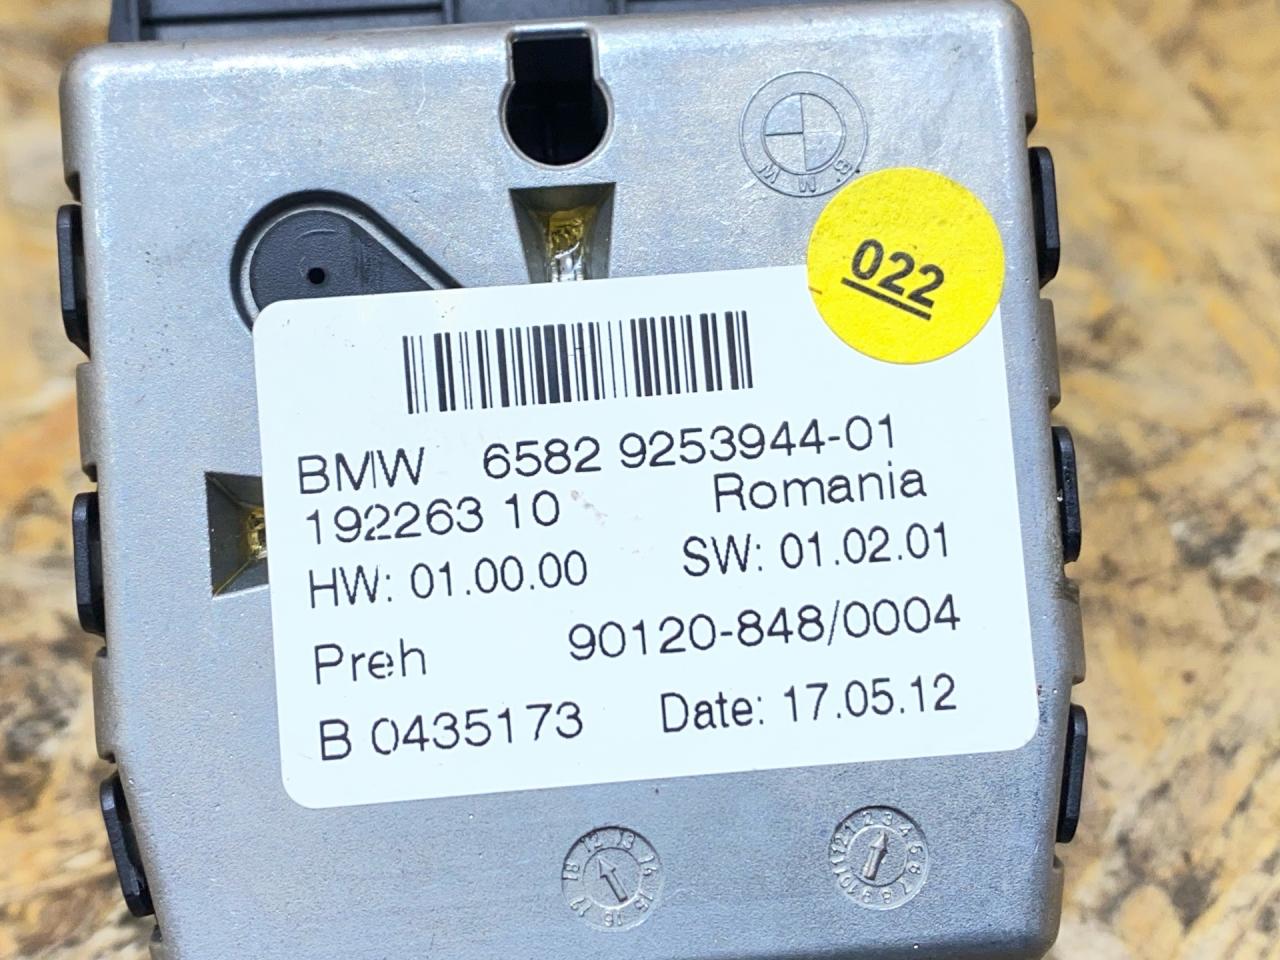 BMW
022
BMW 6582 9253944-01
192263 10 Romania
HW: 01.00.00 SW: 01.02.01
Preh 90120-848/0004
B 0435173 Date: 17.05.12